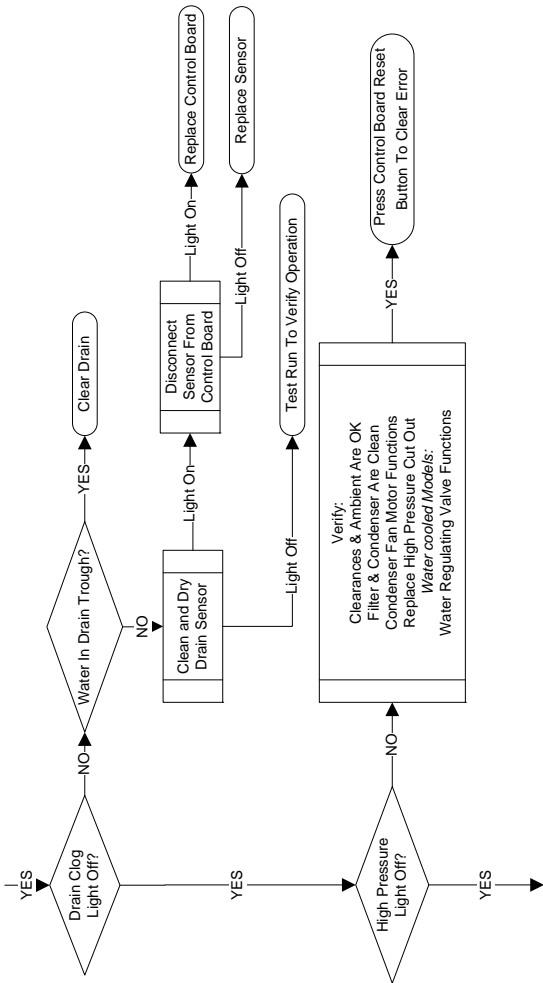 YES
Drain Clog
Light Off?
NO
Water In Drain Trough?
YES
Clear Drain
NO
Clean and Dry
Drain Sensor
Light On
Disconnect
Sensor From
Control Board
Light On
Replace Control Board
Light Off
Replace Sensor
Light Off
Test Run To Verify Operation
YES
High Pressure
Light Off?
NO
Verify:
Clearances & Ambient Are OK
Filter & Condenser Are Clean
Condenser Fan Motor Functions
Replace High Pressure Cut Out
Water cooled Models:
Water Regulating Valve Functions
YES
Press Control Board Reset
Button To Clear Error
YES